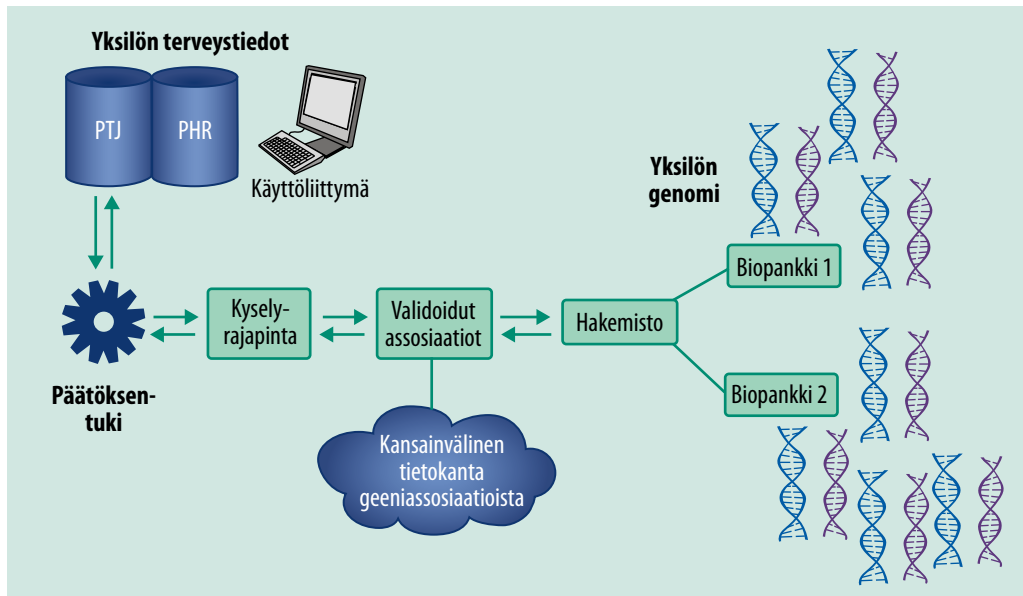 Yksilön terveystiedot
PTJ
PHR
Käyttöliittymä
Yksilön
genomi
Biopankki 1
Kysely-
rajapinta
Validoidut
assosiaatiot
Hakemisto
Päätöksen-
tuki
Biopankki 2
Kansainvälinen
tietokanta
geeniassosiaatioista